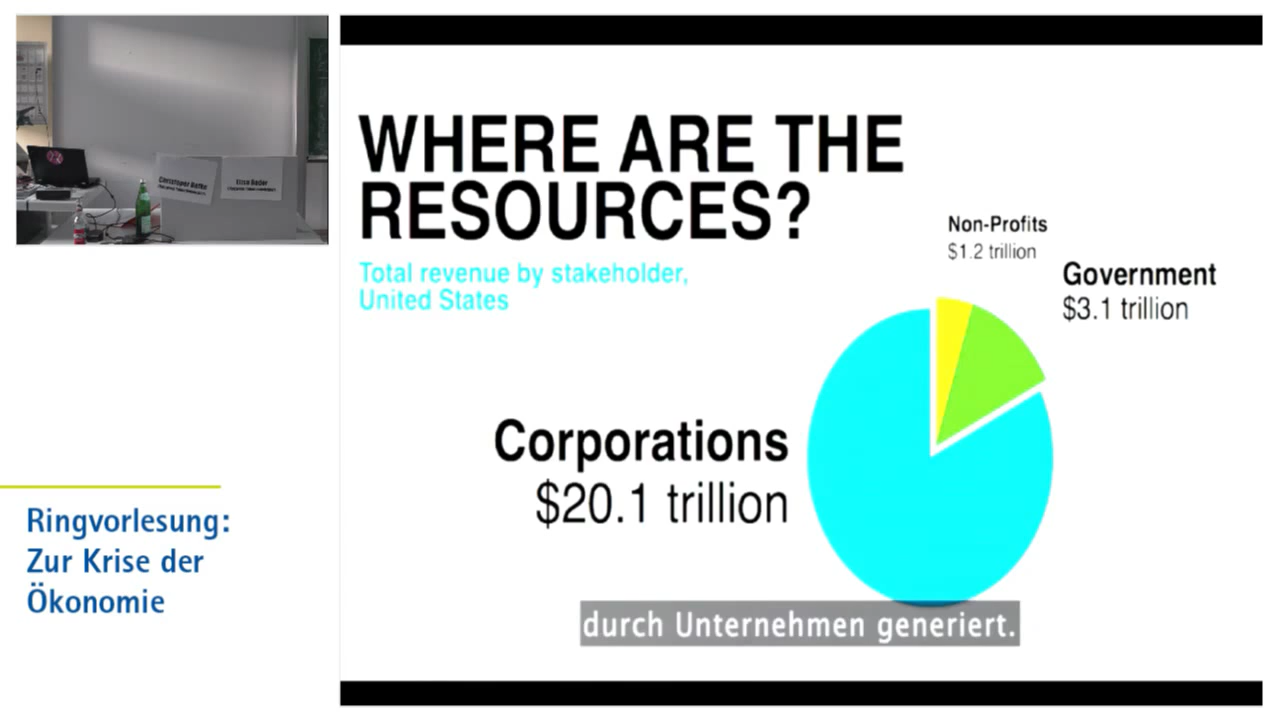 WHERE ARE THE
RESOURCES?
Total revenue by stakeholder,
United States
Non-Profits
$1.2 trillion
Government
$3.1 trillion
Corporations
$20.1 trillion
durch Unternehmen generiert.
Ringvorlesung:
Zur Krise der
Ökonomie